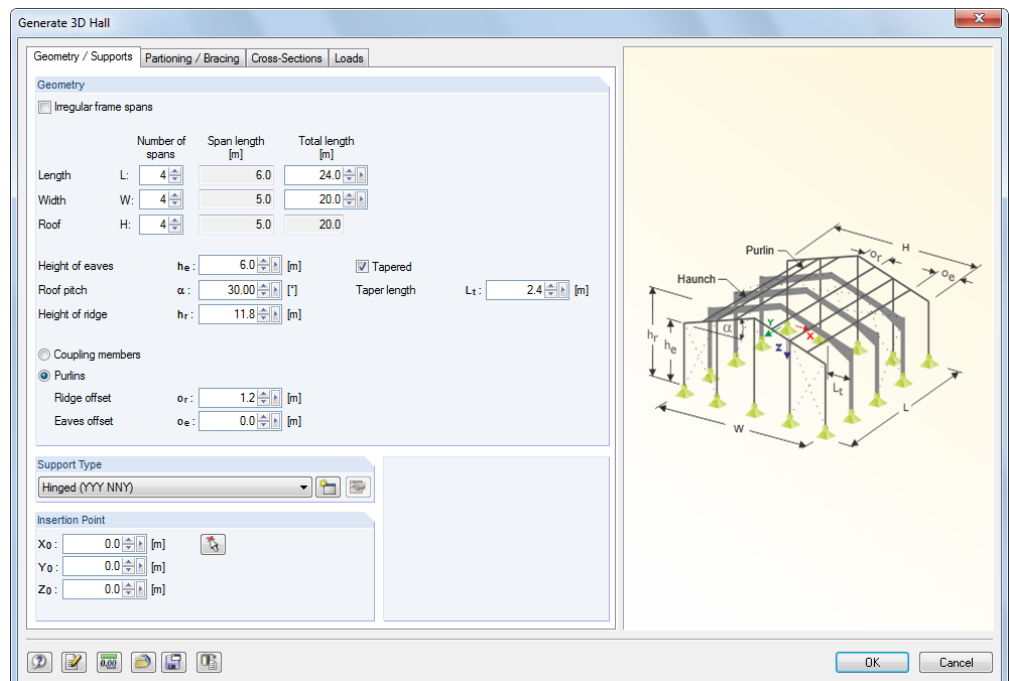 Generate 3D Hall
Geometry / Supports Partioning / Bracing Cross-Sections Loads
Geometry
Irregular frame spans
Number of spans Span length [m] Total length [m]
Length L: 4 6.0 24.0
Width W: 4 5.0 20.0
Roof H: 4 5.0 20.0
Height of eaves he : 6.0 [m] Tapered
Roof pitch α : 30.00 [°] Taper length Lt : 2.4 [m]
Height of ridge hr : 11.8 [m]
Coupling members
Purlins
Ridge offset or : 1.2 [m]
Eaves offset oe : 0.0 [m]
Support Type
Hinged (YYY NNY)
Insertion Point
X0 : 0.0 [m]
Y0 : 0.0 [m]
Z0 : 0.0 [m]
Purlin
H
or
oe
Haunch
hr
he
α
Y
X
Z
Lt
L
W
0.00
OK Cancel